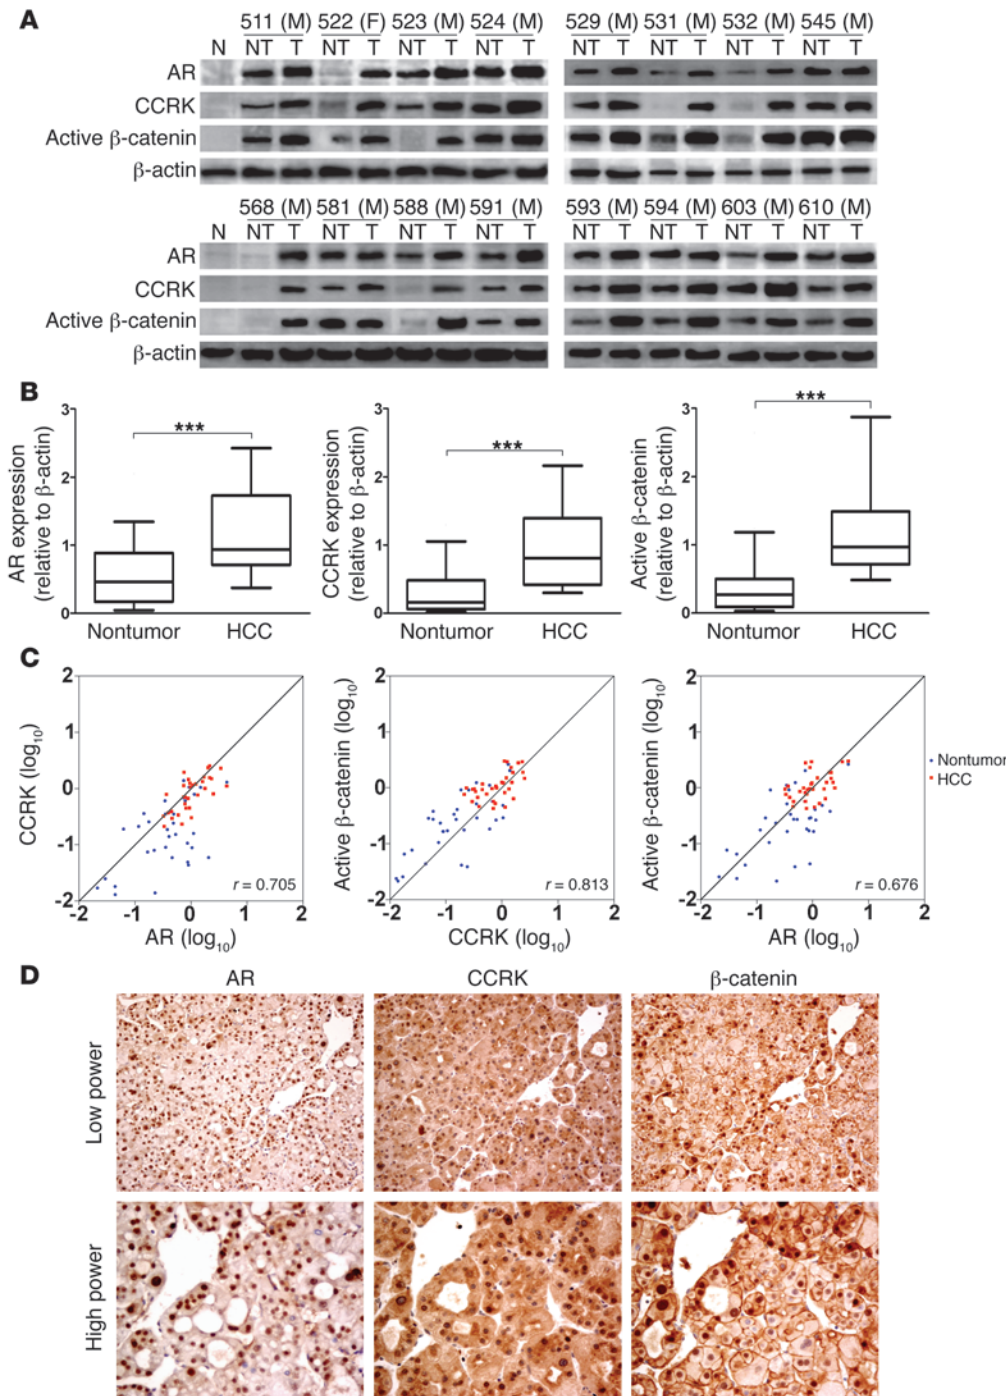 A
511 (M) 522 (F) 523 (M) 524 (M) 529 (M) 531 (M) 532 (M) 545 (M)
N NT T NT T NT T NT T NT T NT T NT T NT T
AR
CCRK
Active β-catenin
β-actin
568 (M) 581 (M) 588 (M) 591 (M) 593 (M) 594 (M) 603 (M) 610 (M)
N NT T NT T NT T NT T NT T NT T NT T NT T
AR
CCRK
Active β-catenin
β-actin
B
AR expression
(relative to β-actin)
3
2
1
0
***
Nontumor HCC
CCRK expression
(relative to β-actin)
3
2
1
0
***
Nontumor HCC
Active β-catenin
(relative to β-actin)
3
2
1
0
***
Nontumor HCC
C
CCRK (log10)
2
1
0
-1
-2
r = 0.705
-2 -1 0 1 2
AR (log10)
Active β-catenin (log10)
2
1
0
-1
-2
r = 0.813
-2 -1 0 1 2
CCRK (log10)
Active β-catenin (log10)
2
1
0
-1
-2
r = 0.676
-2 -1 0 1 2
AR (log10)
Nontumor
HCC
D
AR CCRK β-catenin
Low power
High power